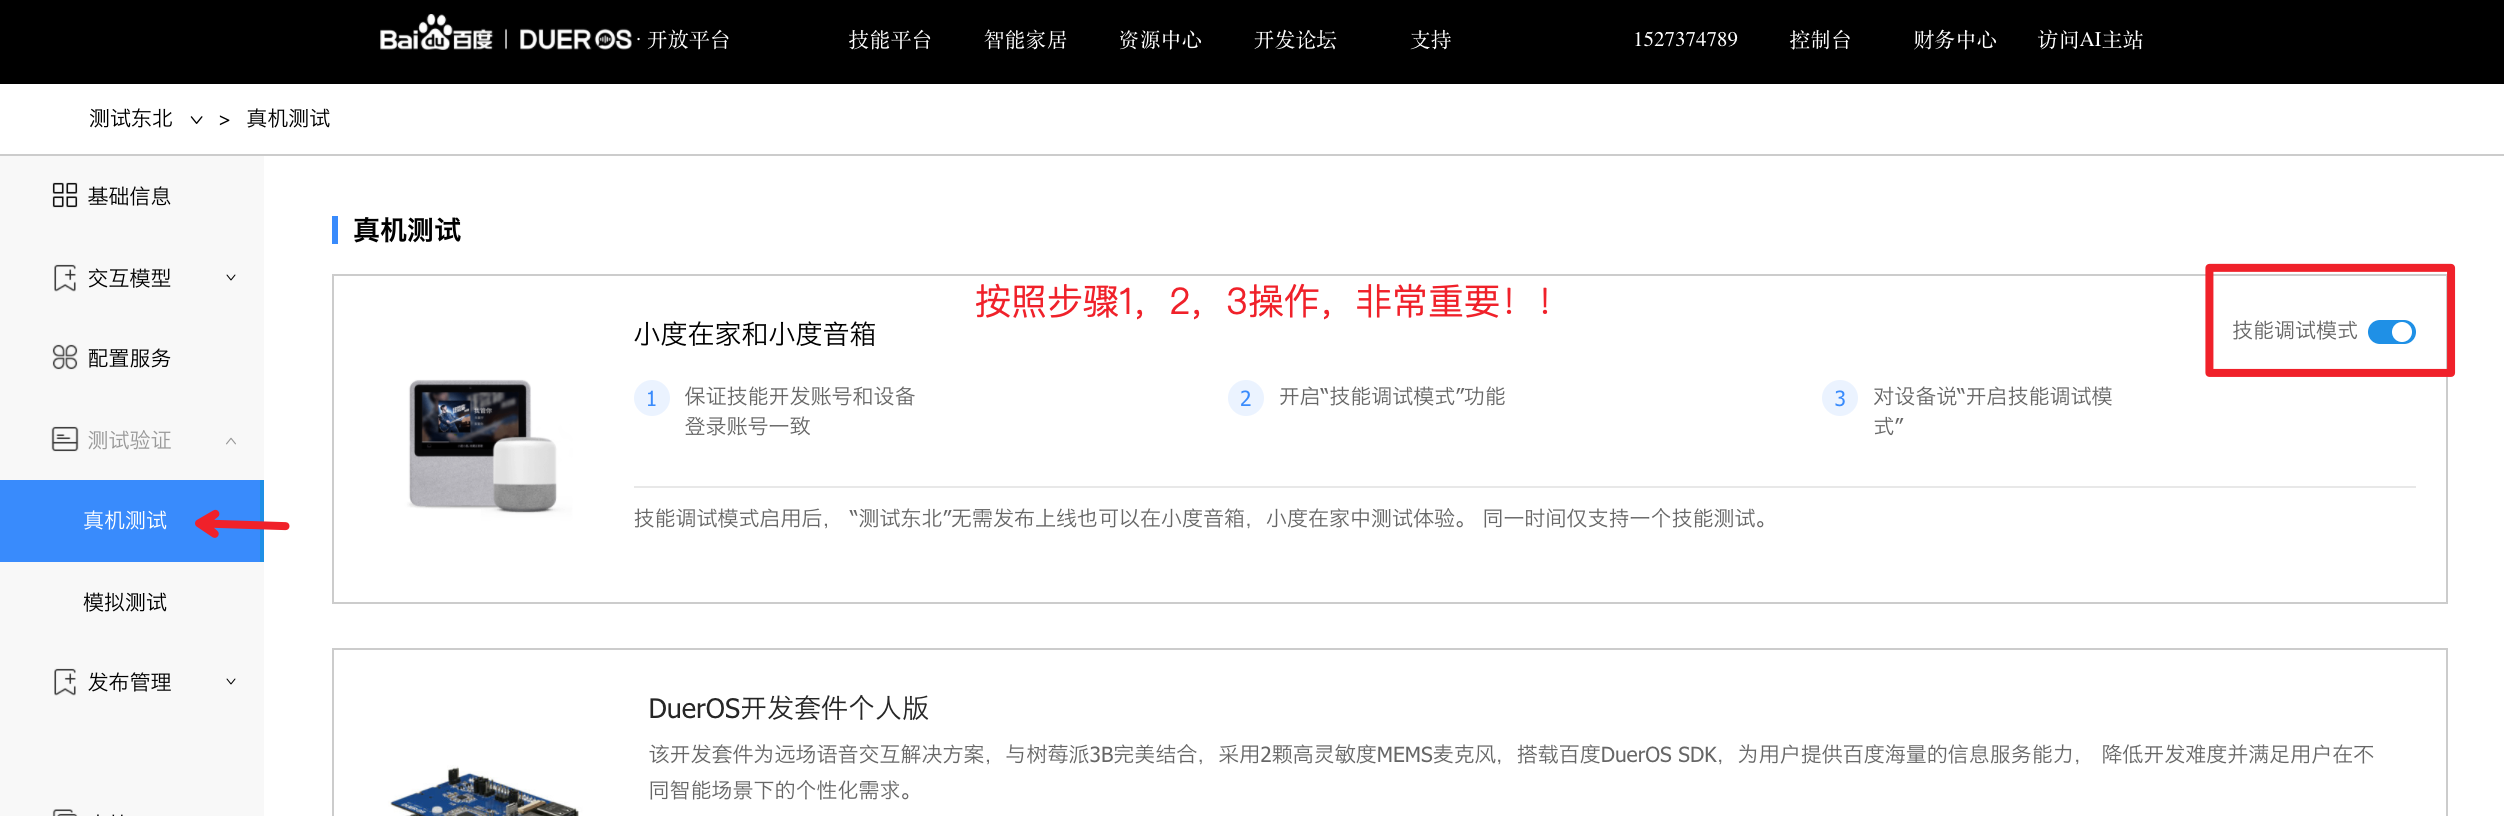 Bai du 百度 | DUEROS · 开放平台 技能平台 智能家居 资源中心 开发论坛 支持 1527374789 控制台 财务中心 访问AI主站
测试东北 > 真机测试
基础信息
交互模型
配置服务
测试验证
真机测试
模拟测试
发布管理
真机测试
按照步骤1，2，3操作，非常重要！！
小度在家和小度音箱
技能调试模式
1 保证技能开发账号和设备
登录账号一致
2 开启“技能调试模式”功能
3 对设备说“开启技能调试模
式”
技能调试模式启用后， “测试东北”无需发布上线也可以在小度音箱，小度在家中测试体验。 同一时间仅支持一个技能测试。
DuerOS开发套件个人版
该开发套件为远场语音交互解决方案，与树莓派3B完美结合，采用2颗高灵敏度MEMS麦克风，搭载百度DuerOS SDK，为用户提供百度海量的信息服务能力， 降低开发难度并满足用户在不
同智能场景下的个性化需求。